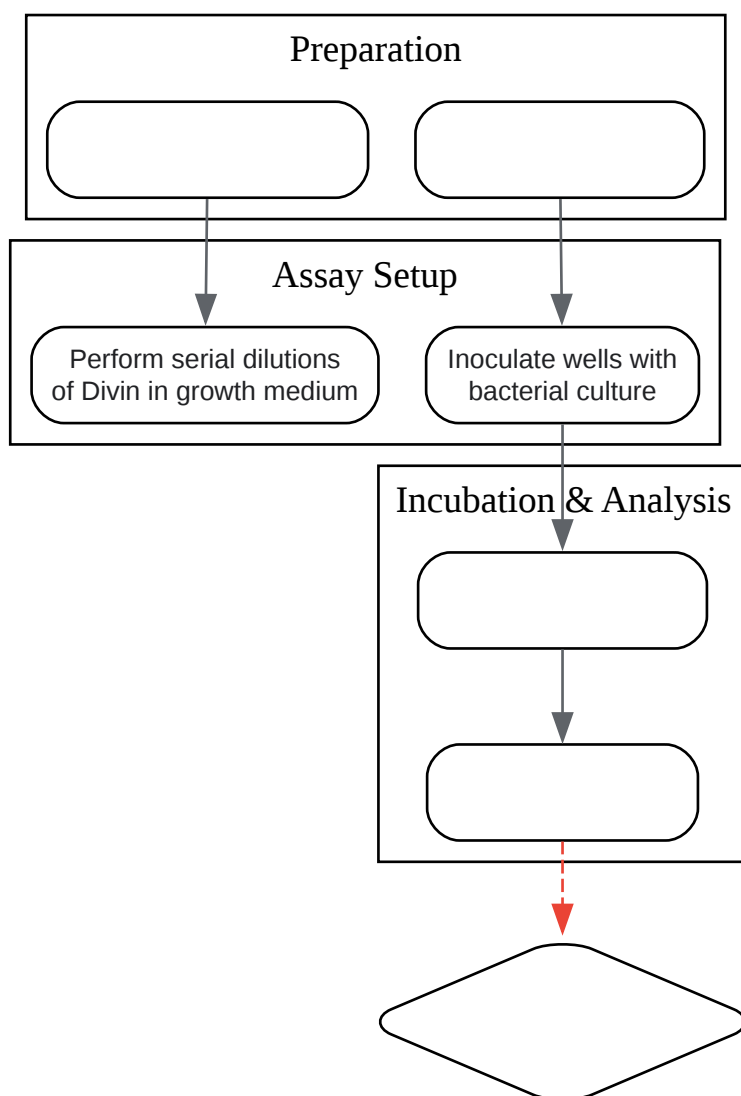 Preparation
Assay Setup
Perform serial dilutions
of Divin in growth medium
Inoculate wells with
bacterial culture
Incubation & Analysis